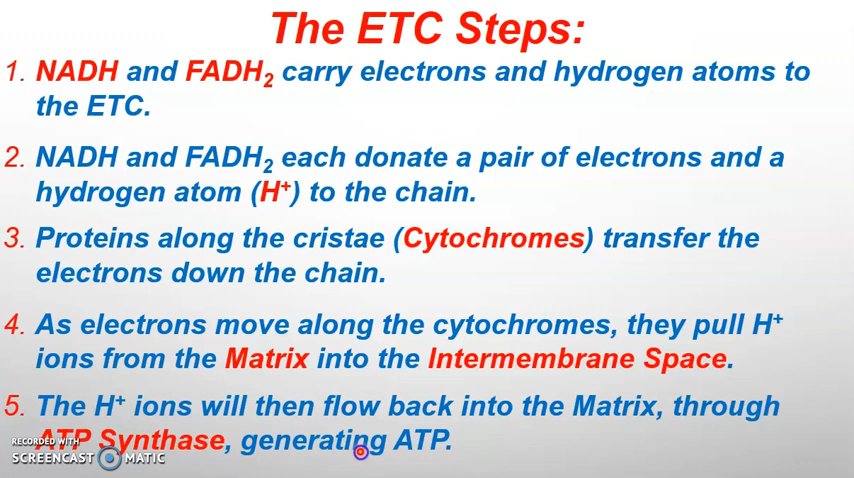 The ETC Steps:
1. NADH and FADH₂ carry electrons and hydrogen atoms to
the ETC.
2. NADH and FADH₂ each donate a pair of electrons and a
hydrogen atom (H⁺) to the chain.
3. Proteins along the cristae (Cytochromes) transfer the
electrons down the chain.
4. As electrons move along the cytochromes, they pull H⁺
ions from the Matrix into the Intermembrane Space.
5. The H⁺ ions will then flow back into the Matrix, through
ATP Synthase, generating ATP.
RECORDED WITH
SCREENCAST MATIC